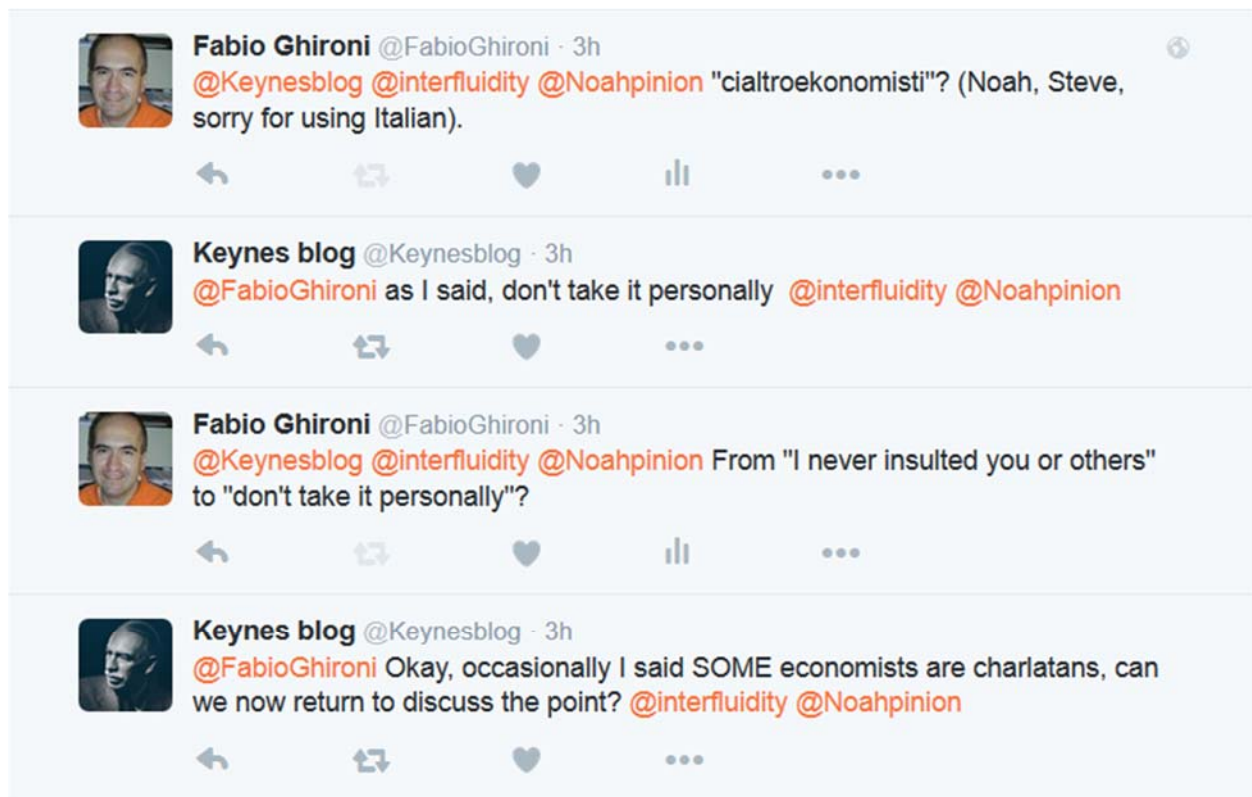 Fabio Ghironi @FabioGhironi · 3h
@Keynesblog @interfluidity @Noahpinion "cialtroekonomisti"? (Noah, Steve,
sorry for using Italian).
Keynes blog @Keynesblog · 3h
@FabioGhironi as I said, don't take it personally @interfluidity @Noahpinion
Fabio Ghironi @FabioGhironi · 3h
@Keynesblog @interfluidity @Noahpinion From "I never insulted you or others"
to "don't take it personally"?
Keynes blog @Keynesblog · 3h
@FabioGhironi Okay, occasionally I said SOME economists are charlatans, can
we now return to discuss the point? @interfluidity @Noahpinion